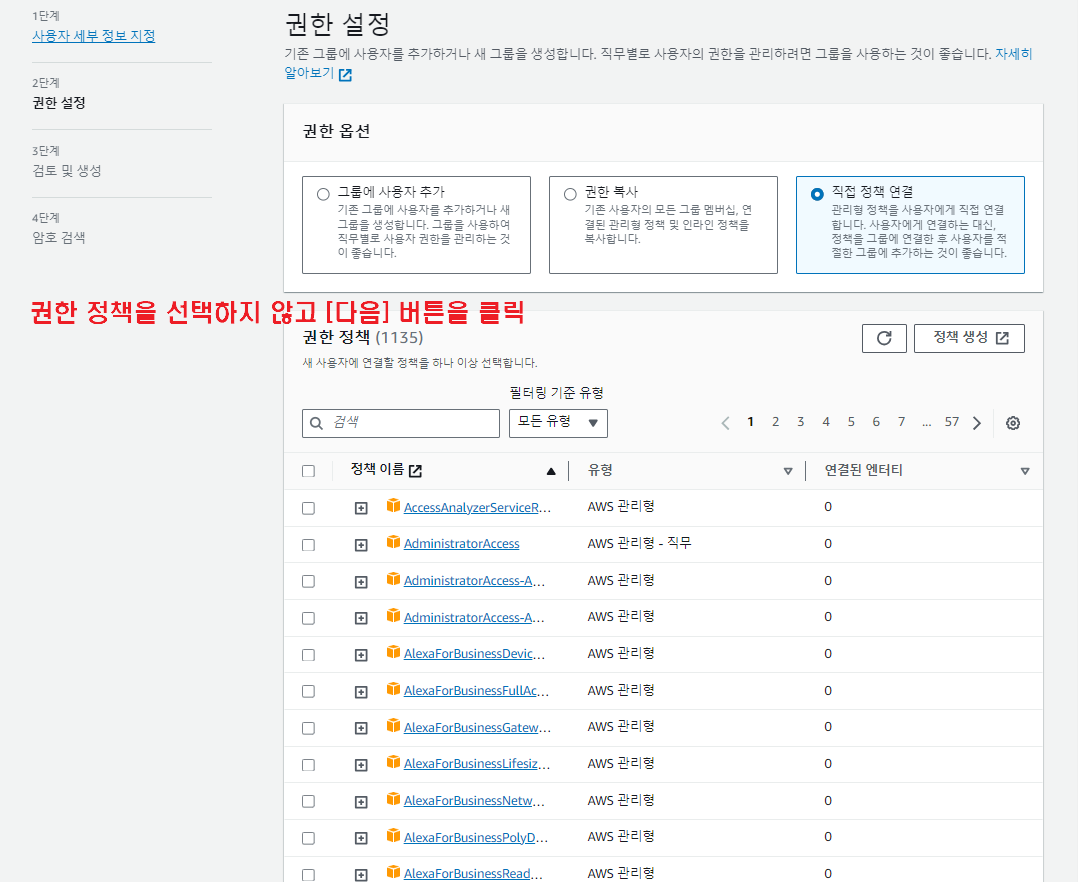 1단계
사용자 세부 정보 지정
2단계
권한 설정
3단계
검토 및 생성
4단계
암호 검색
권한 설정
기존 그룹에 사용자를 추가하거나 새 그룹을 생성합니다. 직무별로 사용자의 권한을 관리하려면 그룹을 사용하는 것이 좋습니다. 자세히
알아보기
권한 옵션
그룹에 사용자 추가
기존 그룹에 사용자를 추가하거나 새
그룹을 생성합니다. 그룹을 사용하여
직무별로 사용자 권한을 관리하는 것
이 좋습니다.
권한 복사
기존 사용자의 모든 그룹 멤버십, 연
결된 관리형 정책 및 인라인 정책을
복사합니다.
직접 정책 연결
관리형 정책을 사용자에게 직접 연결
합니다. 사용자에게 연결하는 대신,
정책을 그룹에 연결한 후 사용자를 적
절한 그룹에 추가하는 것이 좋습니다.
권한 정책을 선택하지 않고 [다음] 버튼을 클릭
권한 정책 (1135)
새 사용자에 연결할 정책을 하나 이상 선택합니다.
정책 생성
필터링 기준 유형
검색
모든 유형
1 2 3 4 5 6 7 ... 57
정책 이름 유형 연결된 엔터티
AccessAnalyzerServiceR... AWS 관리형 0
AdministratorAccess AWS 관리형 - 직무 0
AdministratorAccess-A... AWS 관리형 0
AdministratorAccess-A... AWS 관리형 0
AlexaForBusinessDevic... AWS 관리형 0
AlexaForBusinessFullAc... AWS 관리형 0
AlexaForBusinessGatew... AWS 관리형 0
AlexaForBusinessLifesiz... AWS 관리형 0
AlexaForBusinessNetw... AWS 관리형 0
AlexaForBusinessPolyD... AWS 관리형 0
AlexaForBusinessRead... AWS 관리형 0